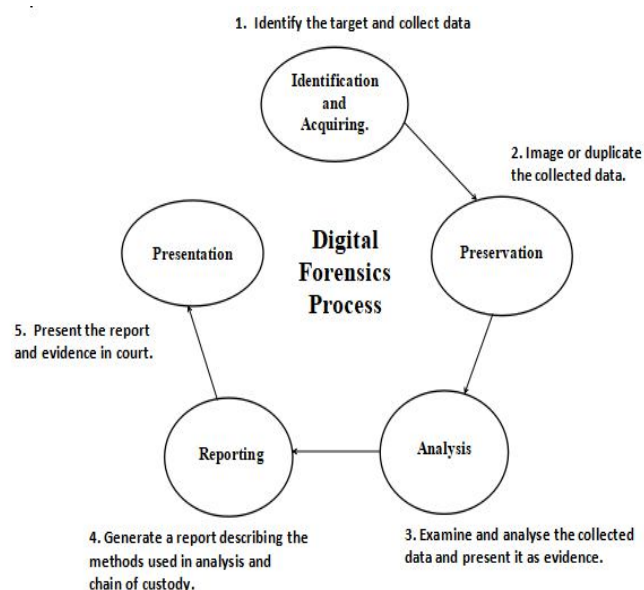 1. Identify the target and collect data
Identification
and
Acquiring.
2. Image or duplicate
the collected data.
Preservation
Digital
Forensics
Process
Presentation
5. Present the report
and evidence in court.
Reporting
Analysis
4. Generate a report describing the
methods used in analysis and
chain of custody.
3. Examine and analyse the collected
data and present it as evidence.